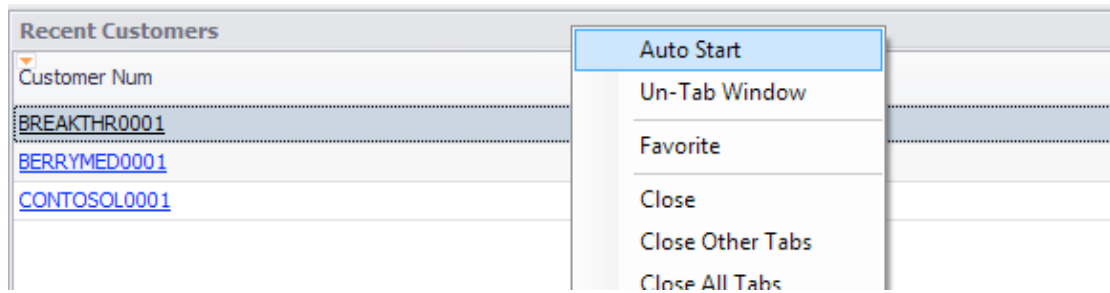 Recent Customers
Customer Num
BREAKTHR0001
BERRYMED0001
CONTOSOL0001
Auto Start
Un-Tab Window
Favorite
Close
Close Other Tabs
Close All Tabs